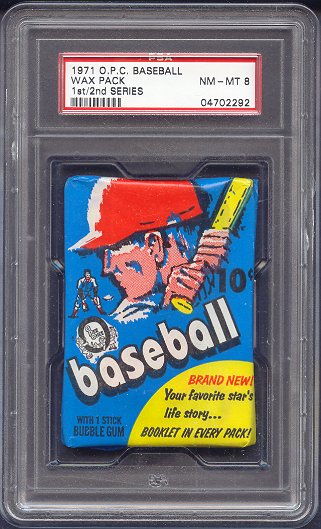 PSA
1971 O.P.C. BASEBALL
WAX PACK NM - MT 8
1st/2nd SERIES 04702292
10¢
baseball
BRAND NEW!
Your favorite star's
life story...
BOOKLET IN EVERY PACK!
WITH 1 STICK
BUBBLE GUM